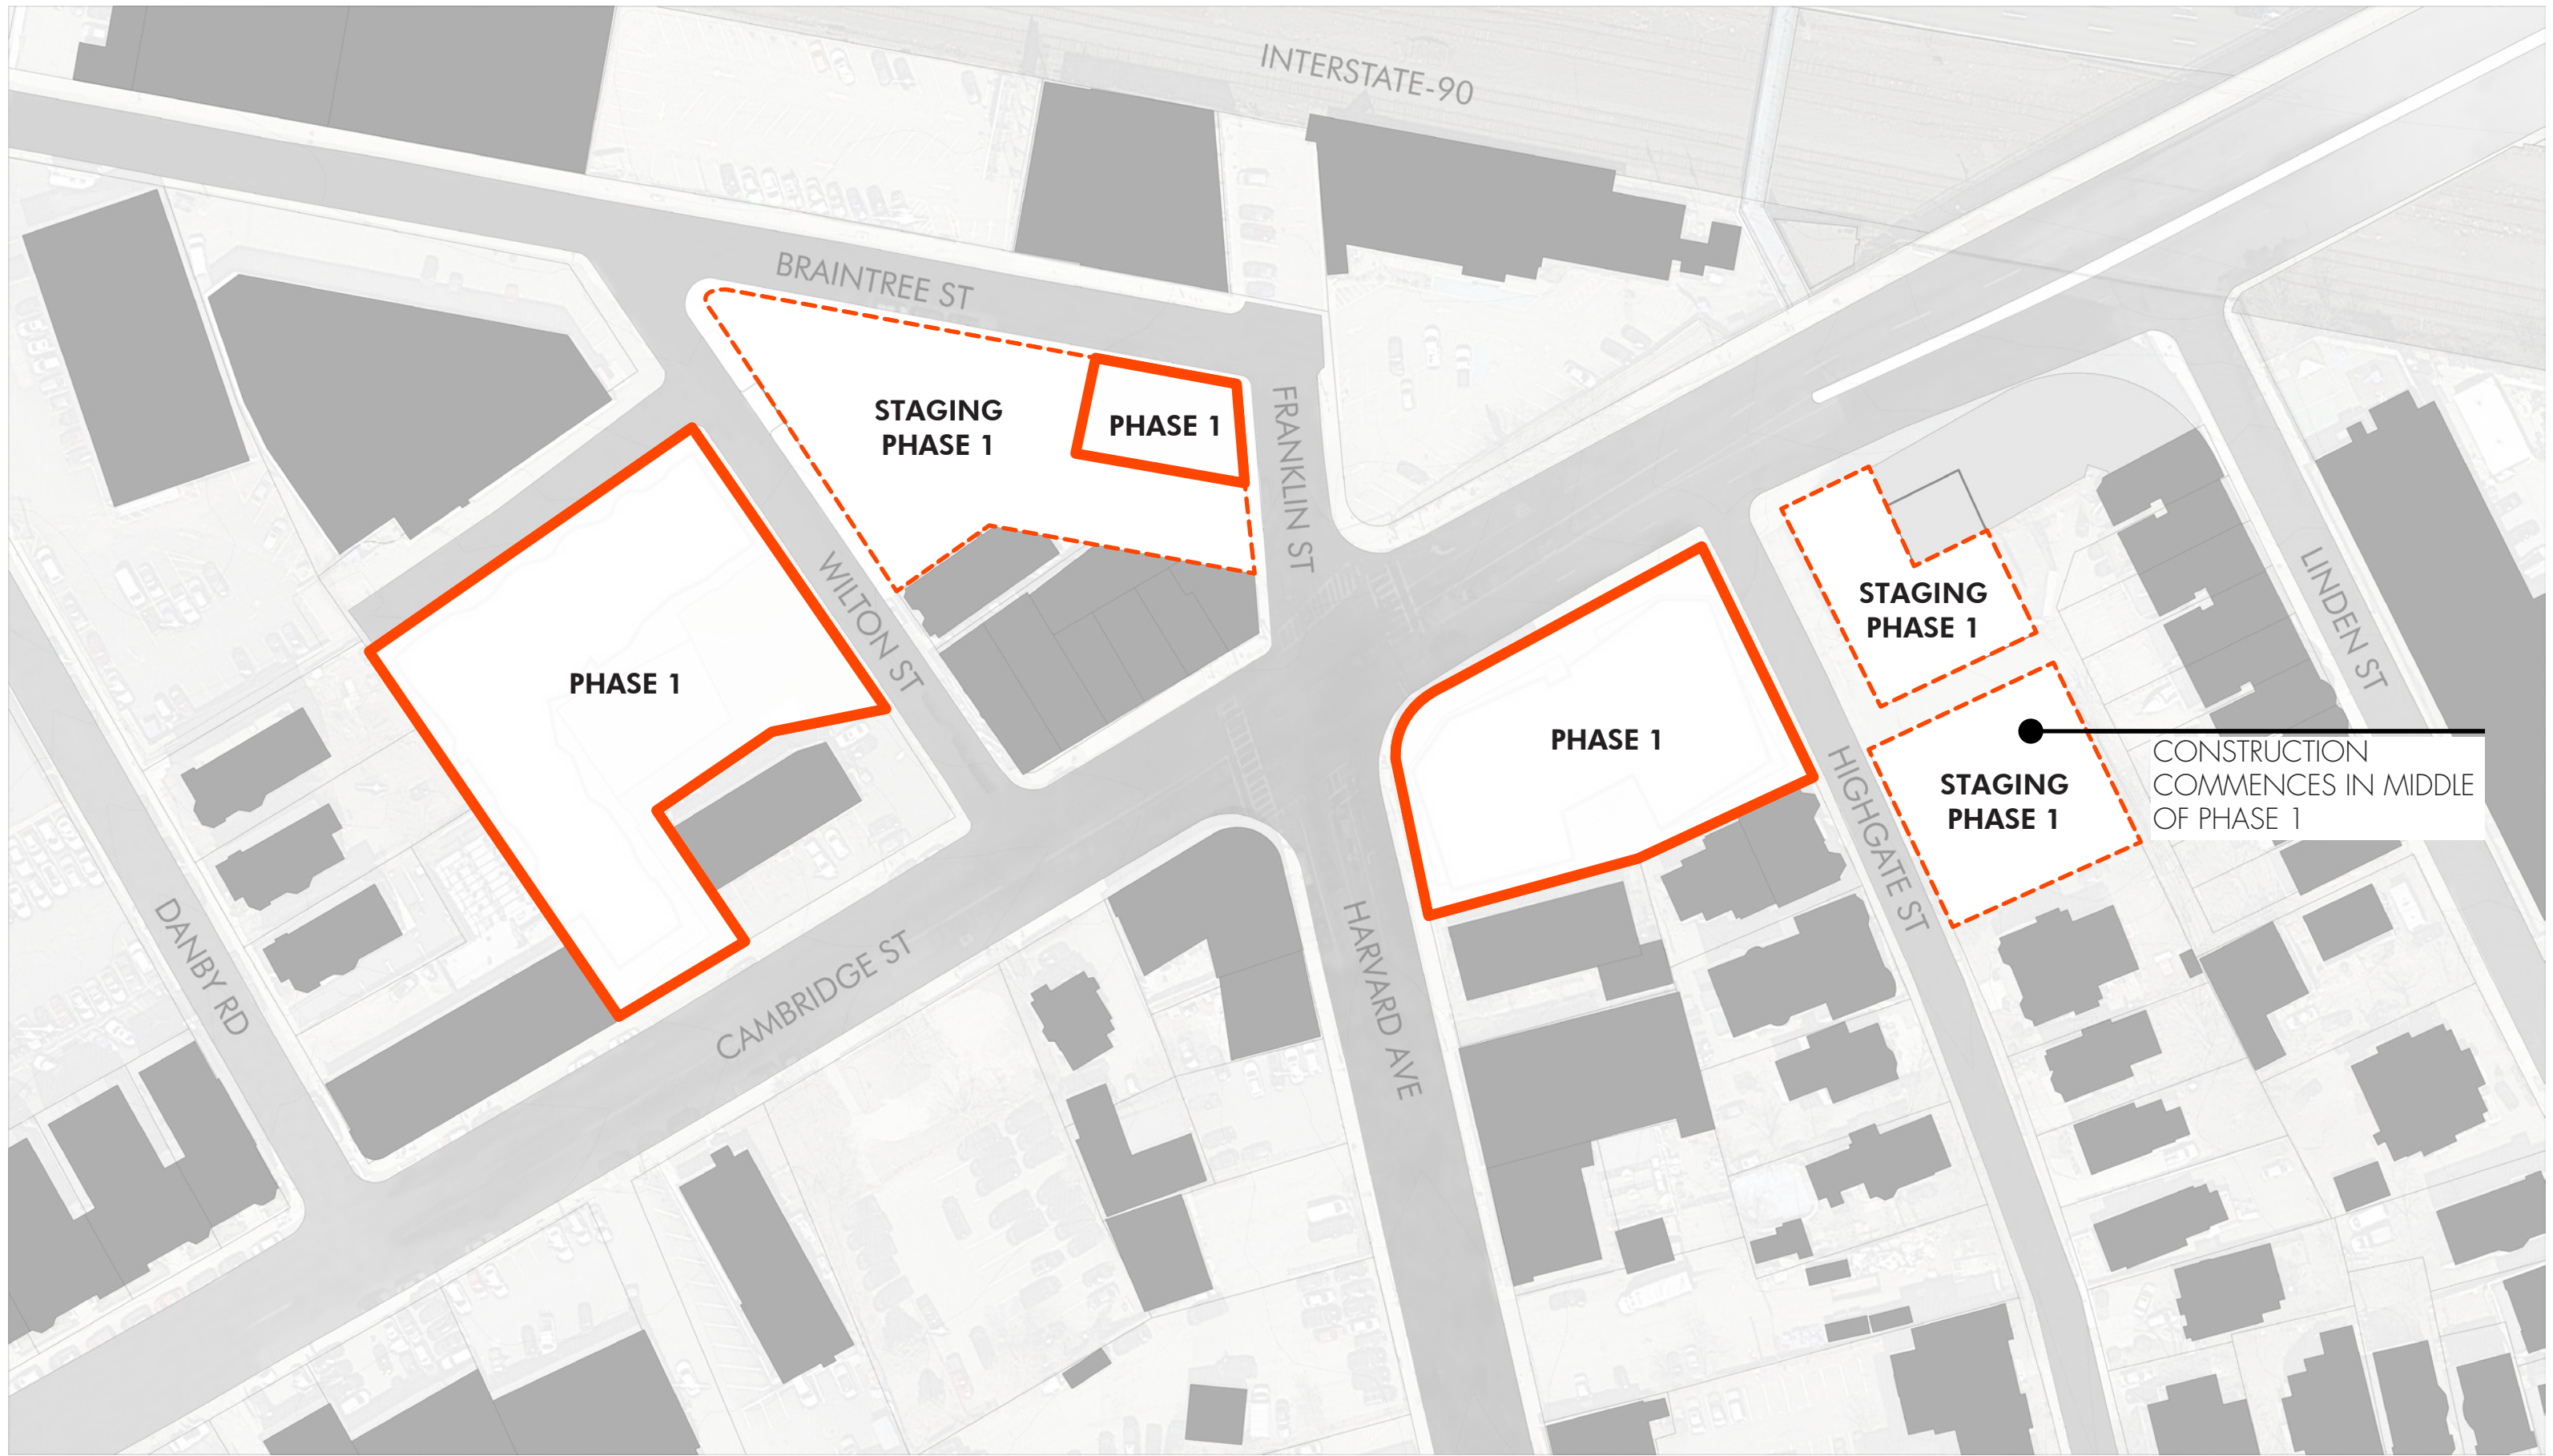 INTERSTATE-90
BRAINTREE ST
STAGING
PHASE 1
PHASE 1
FRANKLIN ST
WILTON ST
PHASE 1
STAGING
PHASE 1
LINDEN ST
PHASE 1
HIGHGATE ST
STAGING
PHASE 1
CONSTRUCTION
COMMENCES IN MIDDLE
OF PHASE 1
DANBY RD
CAMBRIDGE ST
HARVARD AVE